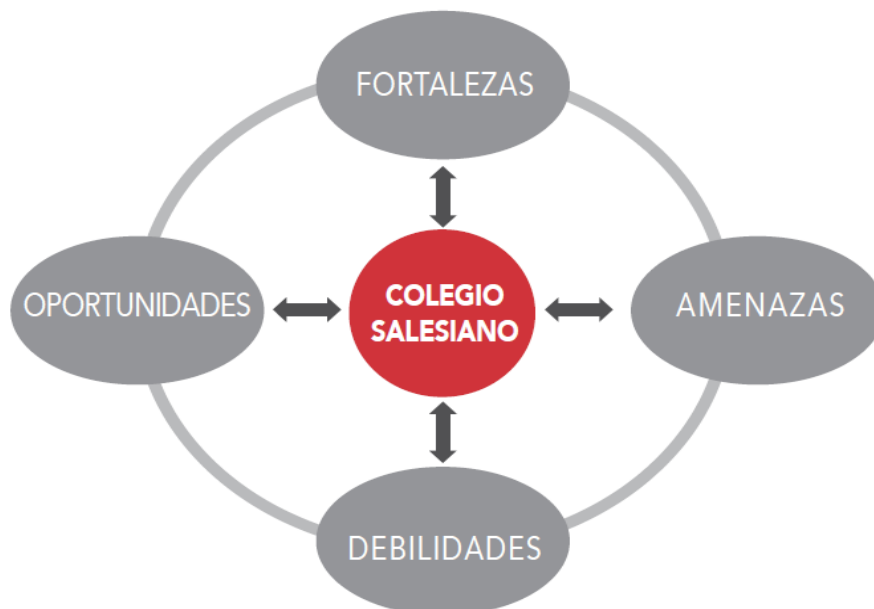 FORTALEZAS
OPORTUNIDADES
COLEGIO
SALESIANO
AMENAZAS
DEBILIDADES